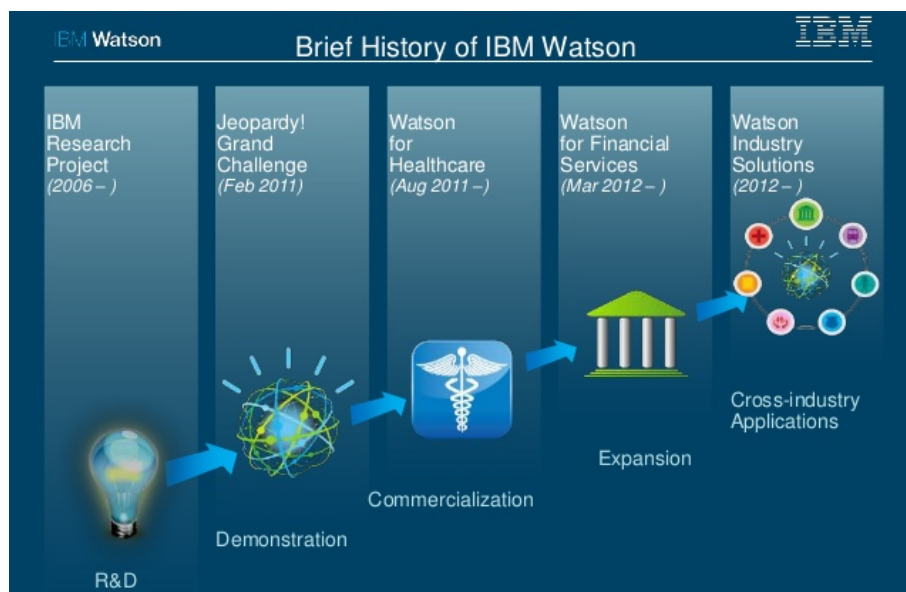 IBM Watson
Brief History of IBM Watson
IBM
IBM
Research
Project
(2006 – )
Jeopardy!
Grand
Challenge
(Feb 2011)
Watson
for
Healthcare
(Aug 2011 –)
Watson
for Financial
Services
(Mar 2012 – )
Watson
Industry
Solutions
(2012 – )
R&D
Demonstration
Commercialization
Expansion
Cross-industry
Applications